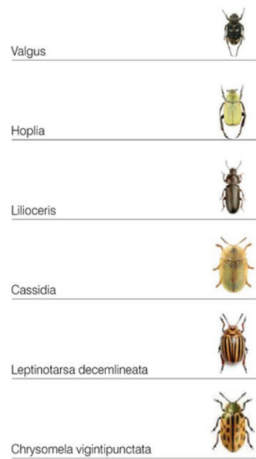 Valgus
Hoplia
Lilioceris
Cassidia
Leptinotarsa decemlineata
Chrysomela vigintipunctata